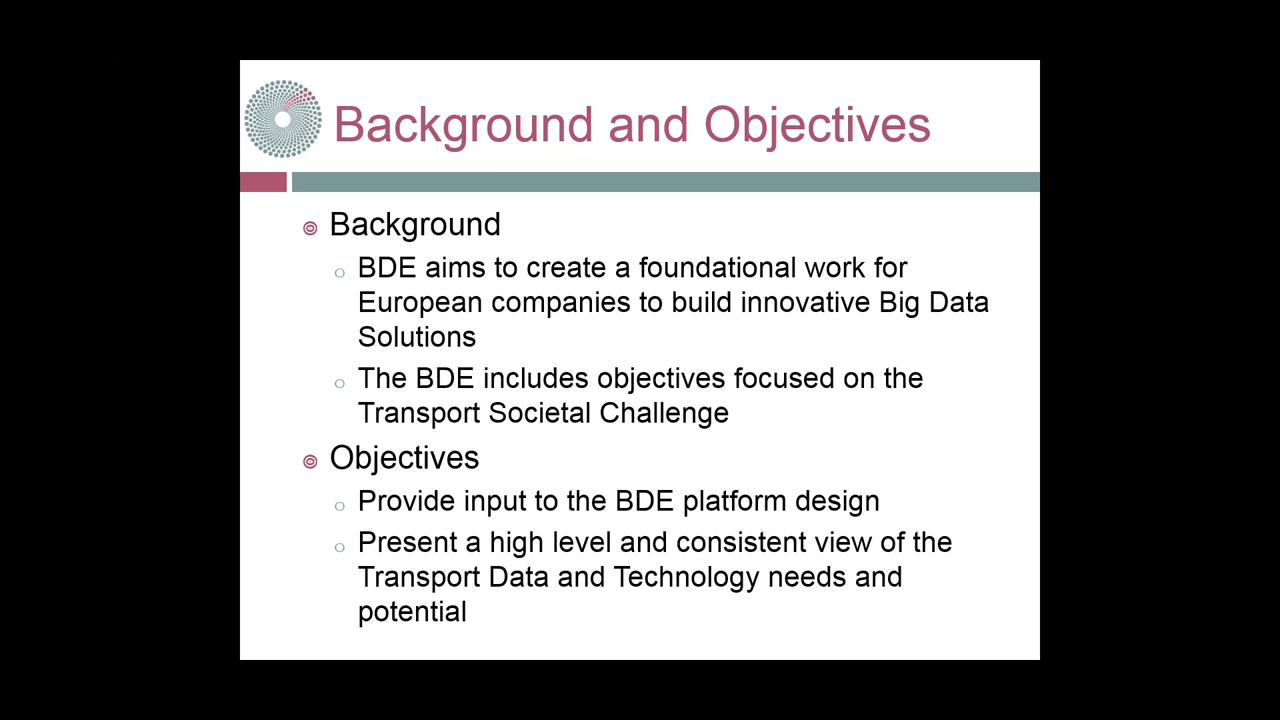 Background and Objectives
Background
BDE aims to create a foundational work for
European companies to build innovative Big Data
Solutions
The BDE includes objectives focused on the
Transport Societal Challenge
Objectives
Provide input to the BDE platform design
Present a high level and consistent view of the
Transport Data and Technology needs and
potential